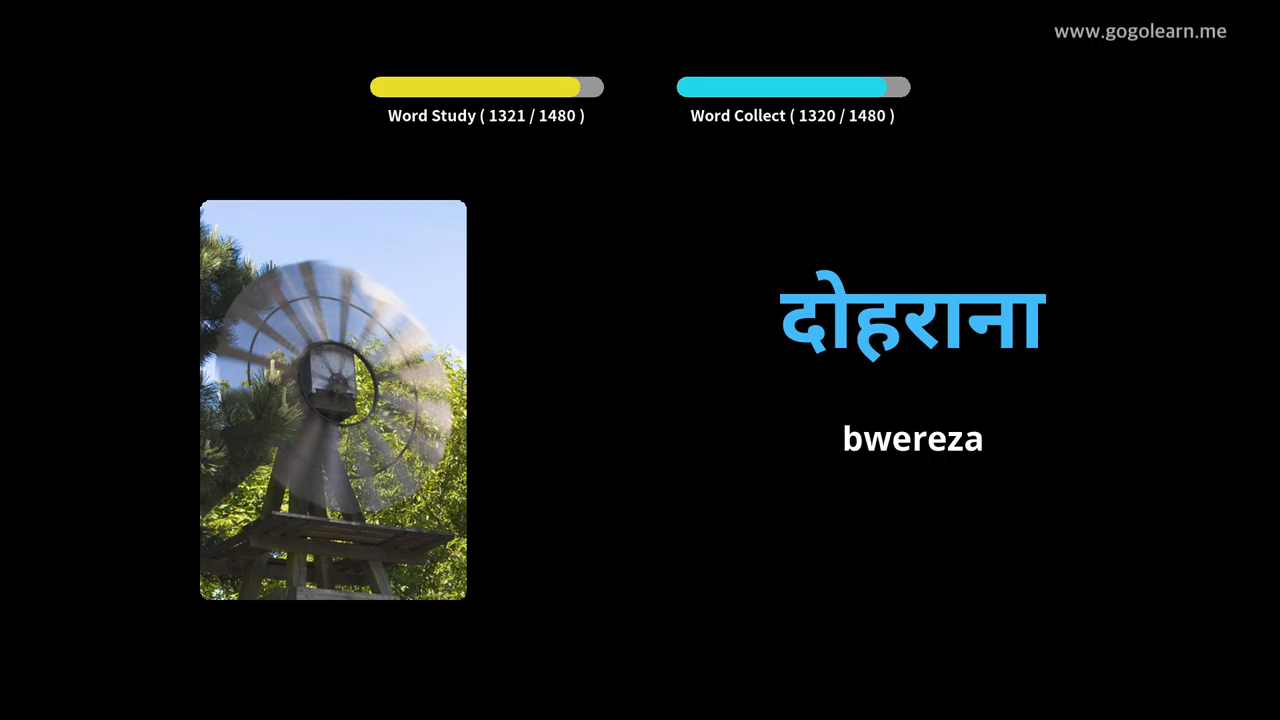 www.gogolearn.me
Word Study ( 1321 / 1480 )
Word Collect ( 1320 / 1480 )
दोहराना
bwereza